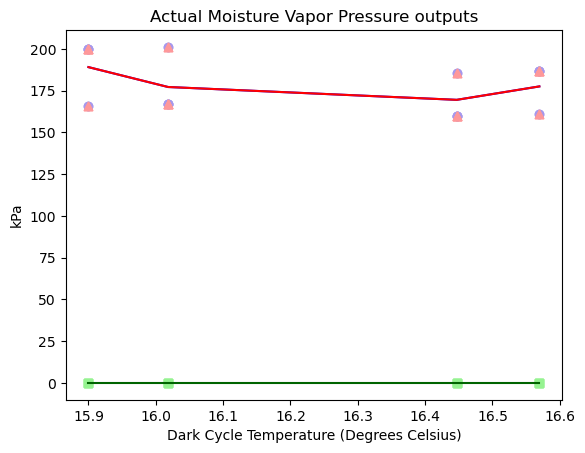 Actual Moisture Vapor Pressure outputs
200
175
150
125
100
75
50
25
0
kPa
15.9 16.0 16.1 16.2 16.3 16.4 16.5 16.6
Dark Cycle Temperature (Degrees Celsius)